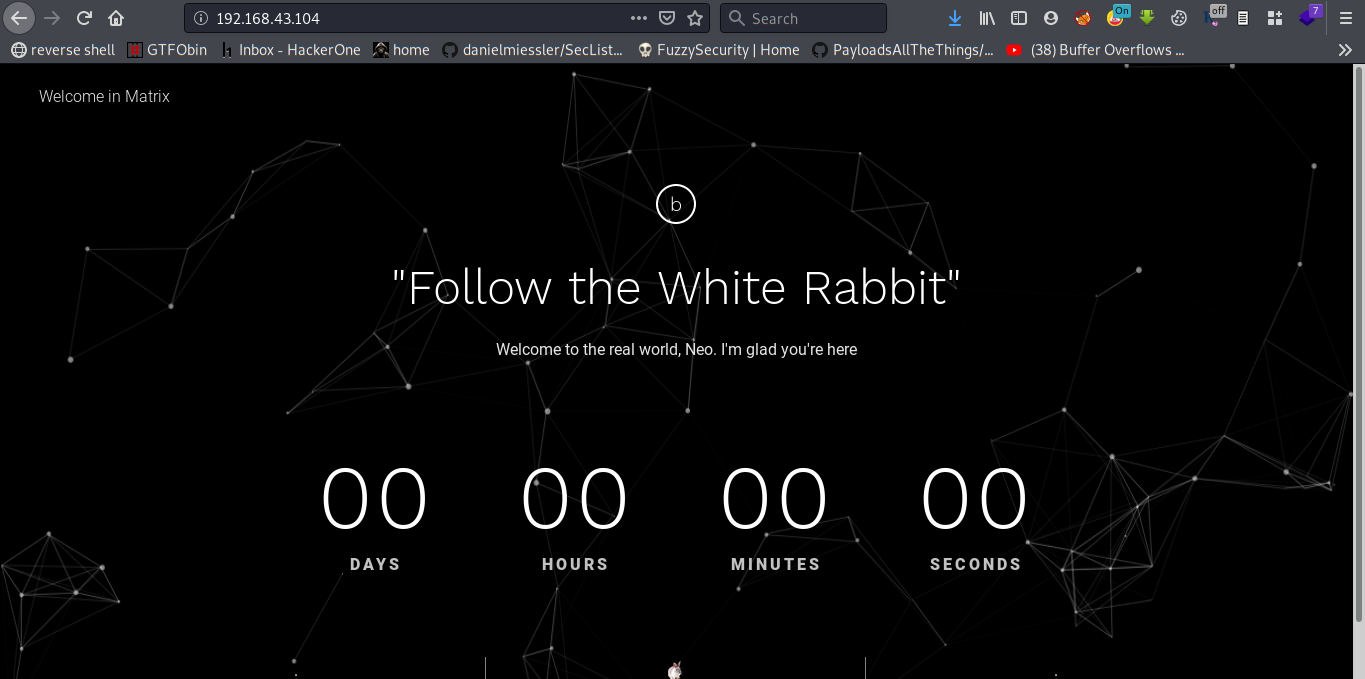 192.168.43.104
Search
On
off
7
reverse shell GTFObin Inbox - HackerOne home danielmiessler/SecList... FuzzySecurity | Home PayloadsAllTheThings/... (38) Buffer Overflows ...
Welcome in Matrix
b
"Follow the White Rabbit"
Welcome to the real world, Neo. I'm glad you're here
00 00 00 00
DAYS HOURS MINUTES SECONDS